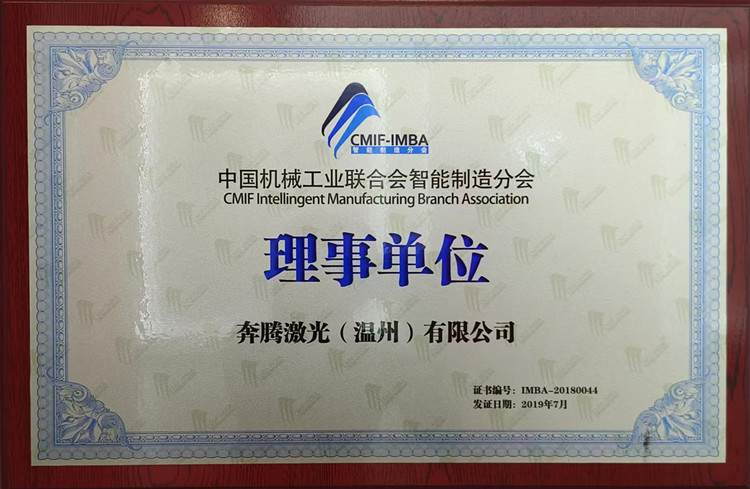 CMIF-IMBA
智能制造分会
中国机械工业联合会智能制造分会
CMIF Intellingent Manufacturing Branch Association
理事单位
奔腾激光（温州）有限公司
证书编号：IMBA-20180044
发证日期：2019年7月